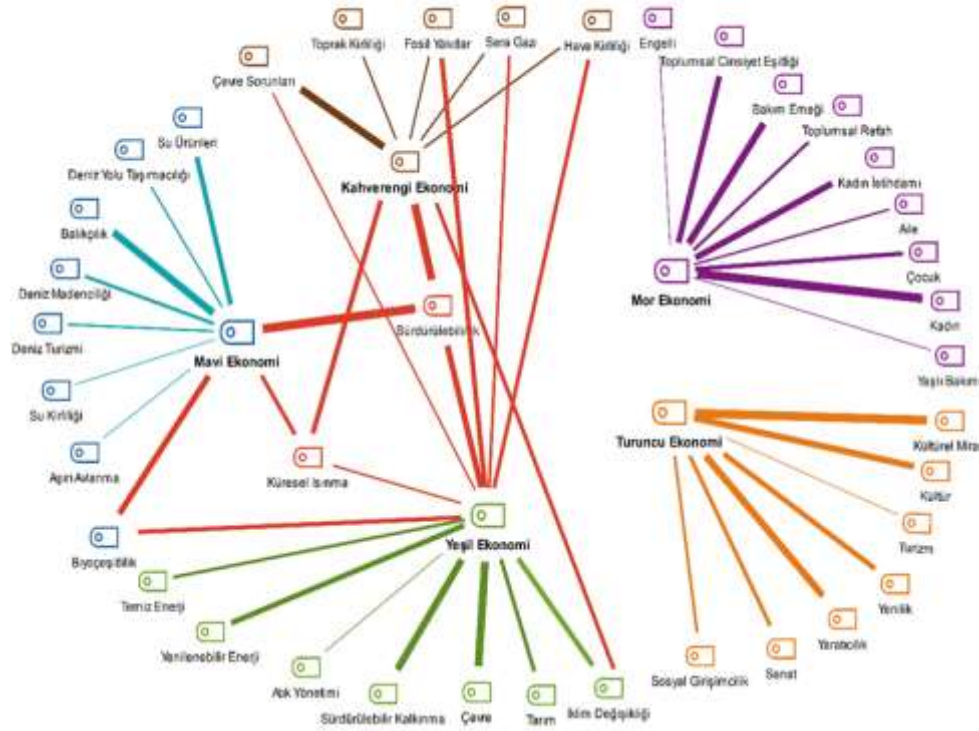 Toprak Kirliliği
Fosil Yakıtlar
Sera Gazı
Hava Kirliliği
Engelli
Toplumsal Cinsiyet Eşitliği
Çevre Sorunları
Bakım Emeği
Su Ürünleri
Toplumsal Refah
Deniz Yolu Taşımacılığı
Kahverengi Ekonomi
Kadın İstihdamı
Balıkçılık
Aile
Çocuk
Deniz Madenciliği
Mor Ekonomi
Kadın
Sürdürülebilirlik
Deniz Turizmi
Mavi Ekonomi
Yaşlı Bakım
Su Kirliliği
Turuncu Ekonomi
Kültürel Mira
Aşırı Avlanma
Küresel Isınma
Kültür
Turizm
Yeşil Ekonomi
Biyoçeşitlilik
Temiz Enerji
Yenilik
Yenilenebilir Enerji
Yaratıcılık
Sosyal Girişimcilik
Sanat
Atık Yönetimi
Sürdürülebilir Kalkınma
Çevre
Tarım
İklim Değişikliği